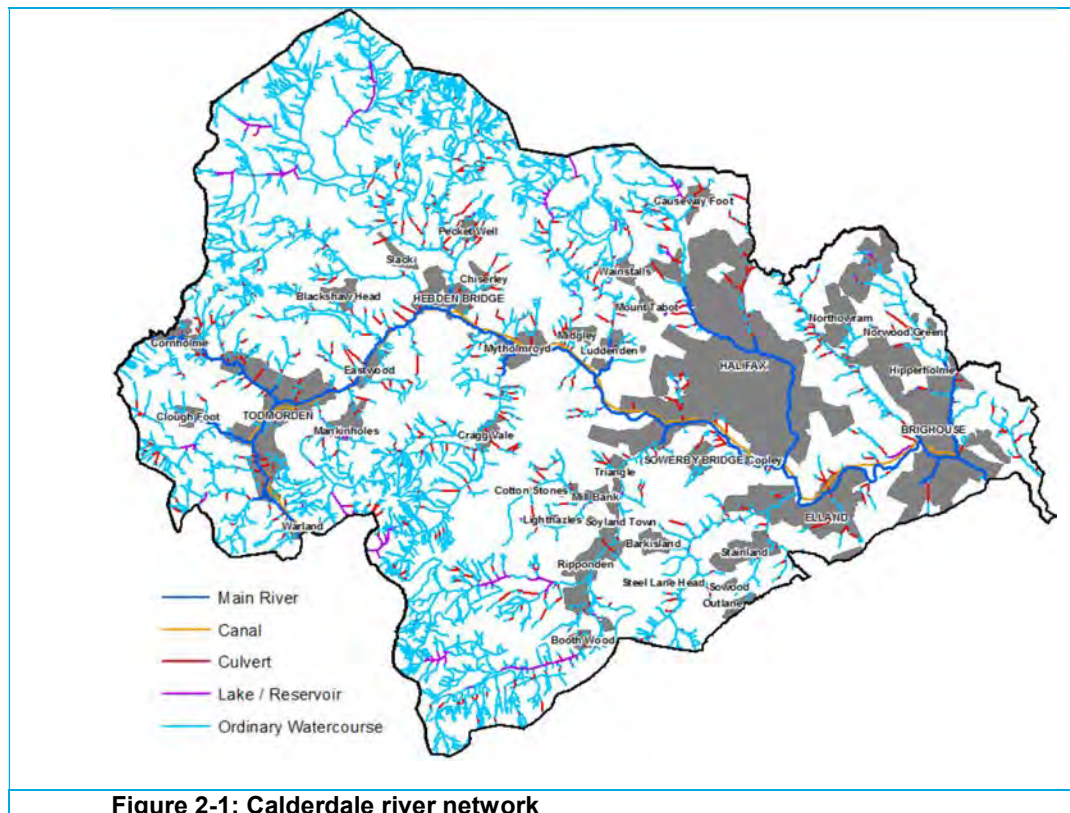 Causeway Foot
Pecket Well
Slack
Chiserley
Wainstalls
Blackshaw Head
HEBDEN BRIDGE
Mount Tabot
Northowram
Norwood Green
Cornholme
Mytholmroyd
Midgley
Luddenden
Eastwood
HALIFAX
Hipperholme
Clough Foot
TODMORDEN
Mankinholes
Cragg Vale
BRIGHOUSE
SOWERBY BRIDGE
Copley
Triangle
Cotton Stones
Mill Bank
Lighthazles
Soyland Town
ELLAND
Warland
Barkisland
Stainland
Ripponden
Steel Lane Head
Sowood
Outlane
Booth Wood
Main River
Canal
Culvert
Lake / Reservoir
Ordinary Watercourse
Figure 2-1: Calderdale river network